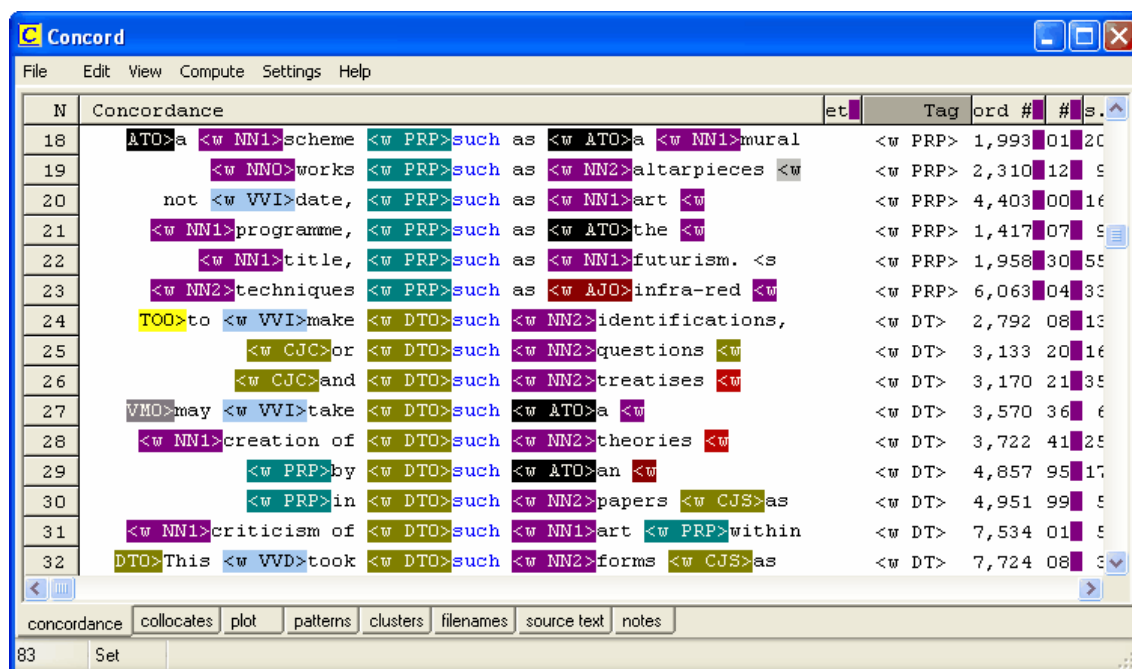 C Concord
File Edit View Compute Settings Help
N Concordance et Tag ord # # s.
18 AT0>a <w NN1>scheme <w PRP>such as <w AT0>a <w NN1>mural <w PRP> 1,993 01 20
19 <w NN0>works <w PRP>such as <w NN2>altarpieces <w <w PRP> 2,310 12 9
20 not <w VVI>date, <w PRP>such as <w NN1>art <w <w PRP> 4,403 00 16
21 <w NN1>programme, <w PRP>such as <w AT0>the <w <w PRP> 1,417 07 9
22 <w NN1>title, <w PRP>such as <w NN1>futurism. <s <w PRP> 1,958 30 55
23 <w NN2>techniques <w PRP>such as <w AJ0>infra-red <w <w PRP> 6,063 04 33
24 TO0>to <w VVI>make <w DT0>such <w NN2>identifications, <w DT> 2,792 08 13
25 <w CJC>or <w DT0>such <w NN2>questions <w <w DT> 3,133 20 16
26 <w CJC>and <w DT0>such <w NN2>treatises <w <w DT> 3,170 21 35
27 VM0>may <w VVI>take <w DT0>such <w AT0>a <w <w DT> 3,570 36 6
28 <w NN1>creation of <w DT0>such <w NN2>theories <w <w DT> 3,722 41 25
29 <w PRP>by <w DT0>such <w AT0>an <w <w DT> 4,857 95 17
30 <w PRP>in <w DT0>such <w NN2>papers <w CJS>as <w DT> 4,951 99 5
31 <w NN1>criticism of <w DT0>such <w NN1>art <w PRP>within <w DT> 7,534 01 5
32 DT0>This <w VVD>took <w DT0>such <w NN2>forms <w CJS>as <w DT> 7,724 08 3
concordance collocates plot patterns clusters filenames source text notes
83 Set